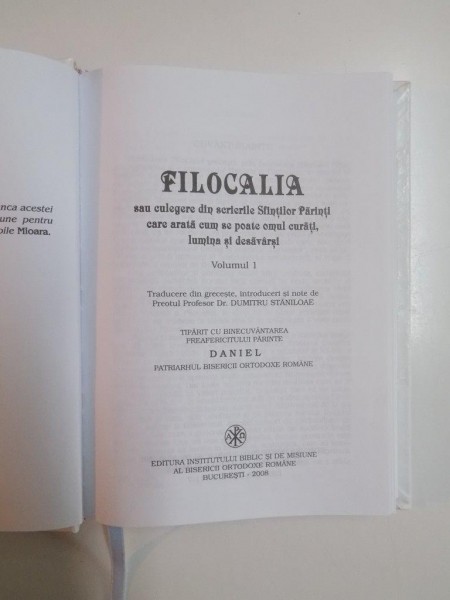 nca acestei
une pentru
bile Mioara.
FILOCALIA
sau culegere din scrierile Sfinților Părinți
care arată cum se poate omul curăți,
lumina și desăvârși
Volumul 1
Traducere din grecește, introduceri și note de
Preotul Profesor Dr. DUMITRU STĂNILOAE
TIPĂRIT CU BINECUVÂNTAREA
PREAFERICITULUI PĂRINTE
DANIEL
PATRIARHUL BISERICII ORTODOXE ROMÂNE
EDITURA INSTITUTULUI BIBLIC ȘI DE MISIUNE
AL BISERICII ORTODOXE ROMÂNE
BUCUREȘTI - 2008